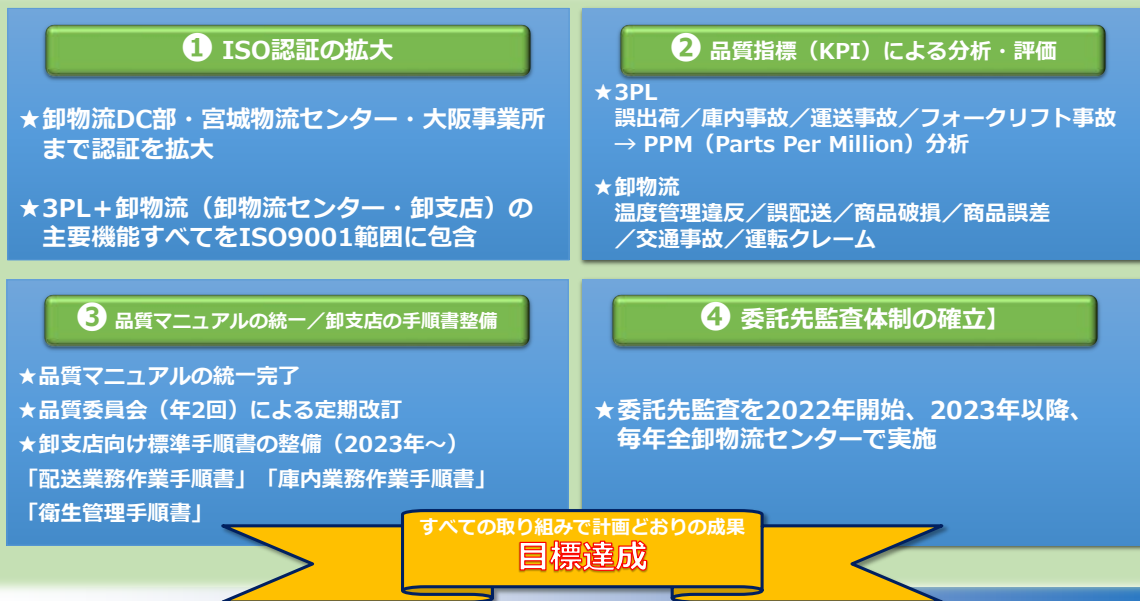 ❶ ISO認証の拡大
★卸物流DC部・宮城物流センター・大阪事業所
まで認証を拡大
★3PL+卸物流（卸物流センター・卸支店）の
主要機能すべてをISO9001範囲に包含
❷ 品質指標（KPI）による分析・評価
★3PL
誤出荷／庫内事故／運送事故／フォークリフト事故
→ PPM（Parts Per Million）分析
★卸物流
温度管理違反／誤配送／商品破損／商品誤差
／交通事故／運転クレーム
❸ 品質マニュアルの統一／卸支店の手順書整備
★品質マニュアルの統一完了
★品質委員会（年2回）による定期改訂
★卸支店向け標準手順書の整備（2023年～）
「配送業務作業手順書」「庫内業務作業手順書」
「衛生管理手順書」
❹ 委託先監査体制の確立】
★委託先監査を2022年開始、2023年以降、
毎年全卸物流センターで実施
すべての取り組みで計画どおりの成果
目標達成